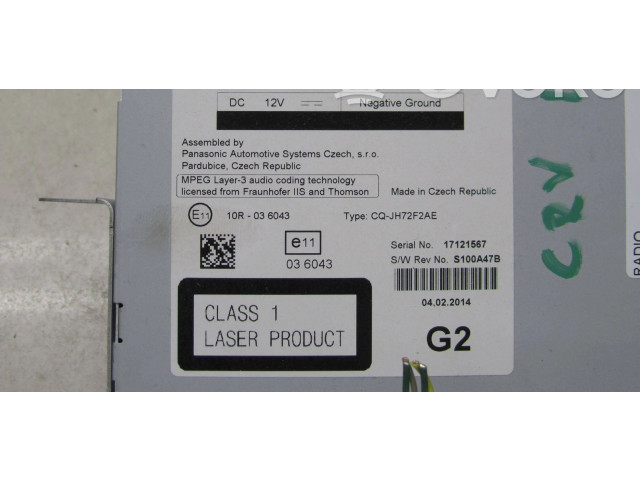 DC 12V Negative Ground
Assembled by
Panasonic Automotive Systems Czech, s.r.o.
Pardubice, Czech Republic
MPEG Layer-3 audio coding technology
licensed from Fraunhofer IIS and Thomson
Made in Czech Republic
E11 10R - 03 6043 Type: CQ-JH72F2AE
e11
03 6043
Serial No. 17121567
S/W Rev No. S100A47B
04.02.2014
CLASS 1
LASER PRODUCT
G2
CRV
RADIO